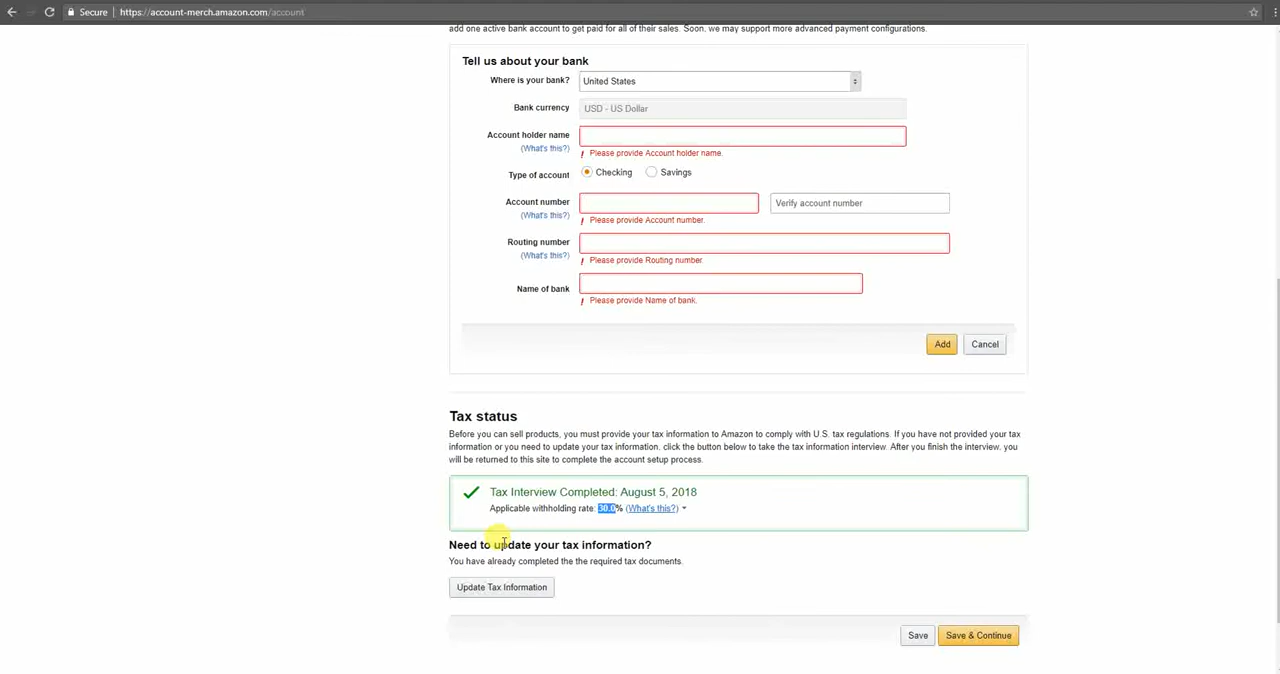 Secure https://account-merch.amazon.com/account
add one active bank account to get paid for all of their sales. Soon, we may support more advanced payment configurations.
Tell us about your bank
Where is your bank? United States
Bank currency USD - US Dollar
Account holder name
(What's this?) ! Please provide Account holder name.
Type of account Checking Savings
Account number Verify account number
(What's this?) ! Please provide Account number.
Routing number
(What's this?) ! Please provide Routing number
Name of bank
! Please provide Name of bank.
Add Cancel
Tax status
Before you can sell products, you must provide your tax information to Amazon to comply with U.S. tax regulations. If you have not provided your tax
information or you need to update your tax information, click the button below to take the tax information interview. After you finish the interview, you
will be returned to this site to complete the account setup process.
Tax Interview Completed: August 5, 2018
Applicable withholding rate: 30.0% (What's this?)
Need to update your tax information?
You have already completed the the required tax documents.
Update Tax Information
Save Save & Continue